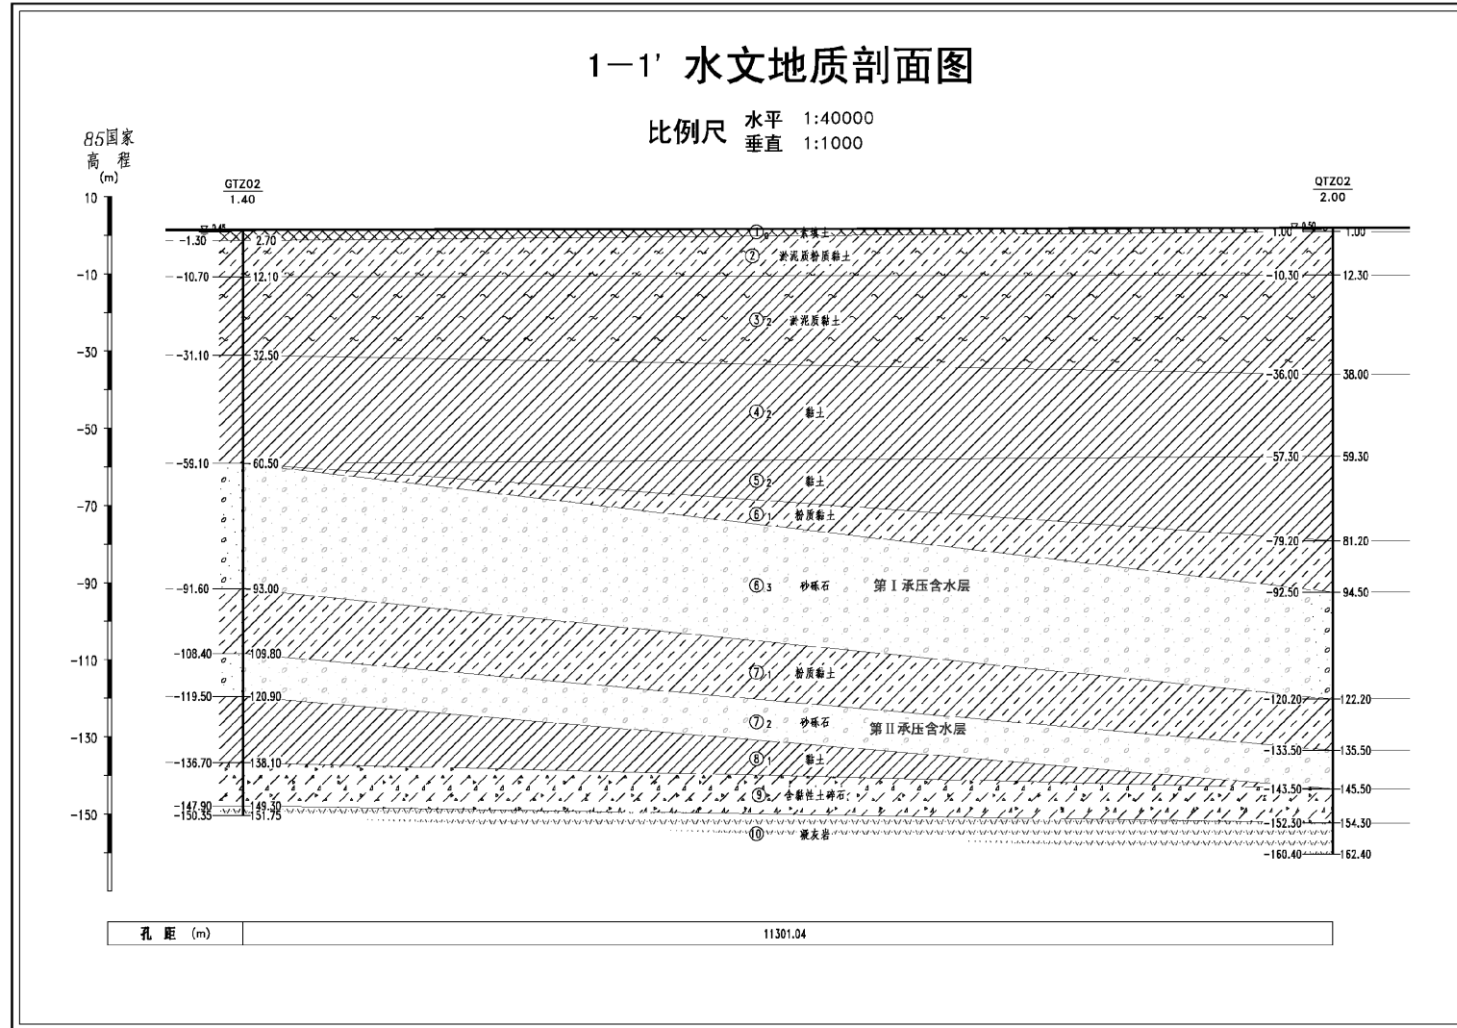 1-1' 水文地质剖面图
比例尺 水平 1:40000
垂直 1:1000
85国家
高 程
(m)
GTZ02
1.40
QTZ02
2.00
10
-10
-30
-50
-70
-90
-110
-130
-150
-1.30 2.70
-10.70 12.10
-31.10 32.50
-59.10 60.50
-91.60 93.00
-108.40 109.80
-119.50 120.90
-136.70 138.10
-147.90 149.30
-150.35 151.75
①0 素填土
② 淤泥质粉质黏土
③2 淤泥质黏土
④2 黏土
⑤2 黏土
⑥1 粉质黏土
⑥3 砂砾石 第Ⅰ承压含水层
⑦1 粉质黏土
⑦2 砂砾石 第Ⅱ承压含水层
⑧1 黏土
⑨ 含黏性土碎石
⑩ 凝灰岩
1.00 1.00
-10.30 12.30
-36.00 38.00
-57.30 59.30
-79.20 81.20
-92.50 94.50
-120.20 122.20
-133.50 135.50
-143.50 145.50
-152.30 154.30
-160.40 162.40
孔 距 (m) 11301.04